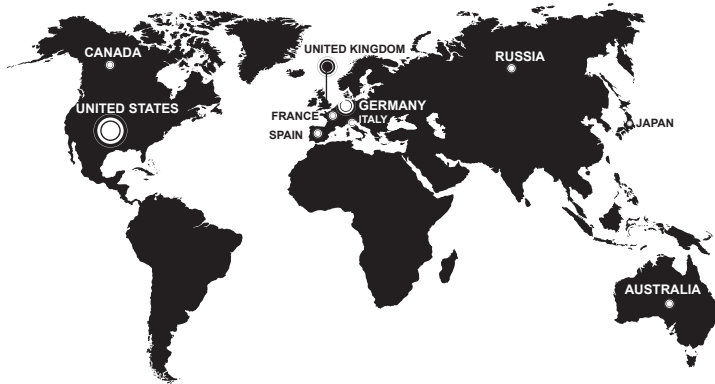 CANADA
UNITED KINGDOM
RUSSIA
UNITED STATES
GERMANY
FRANCE
ITALY
JAPAN
SPAIN
AUSTRALIA